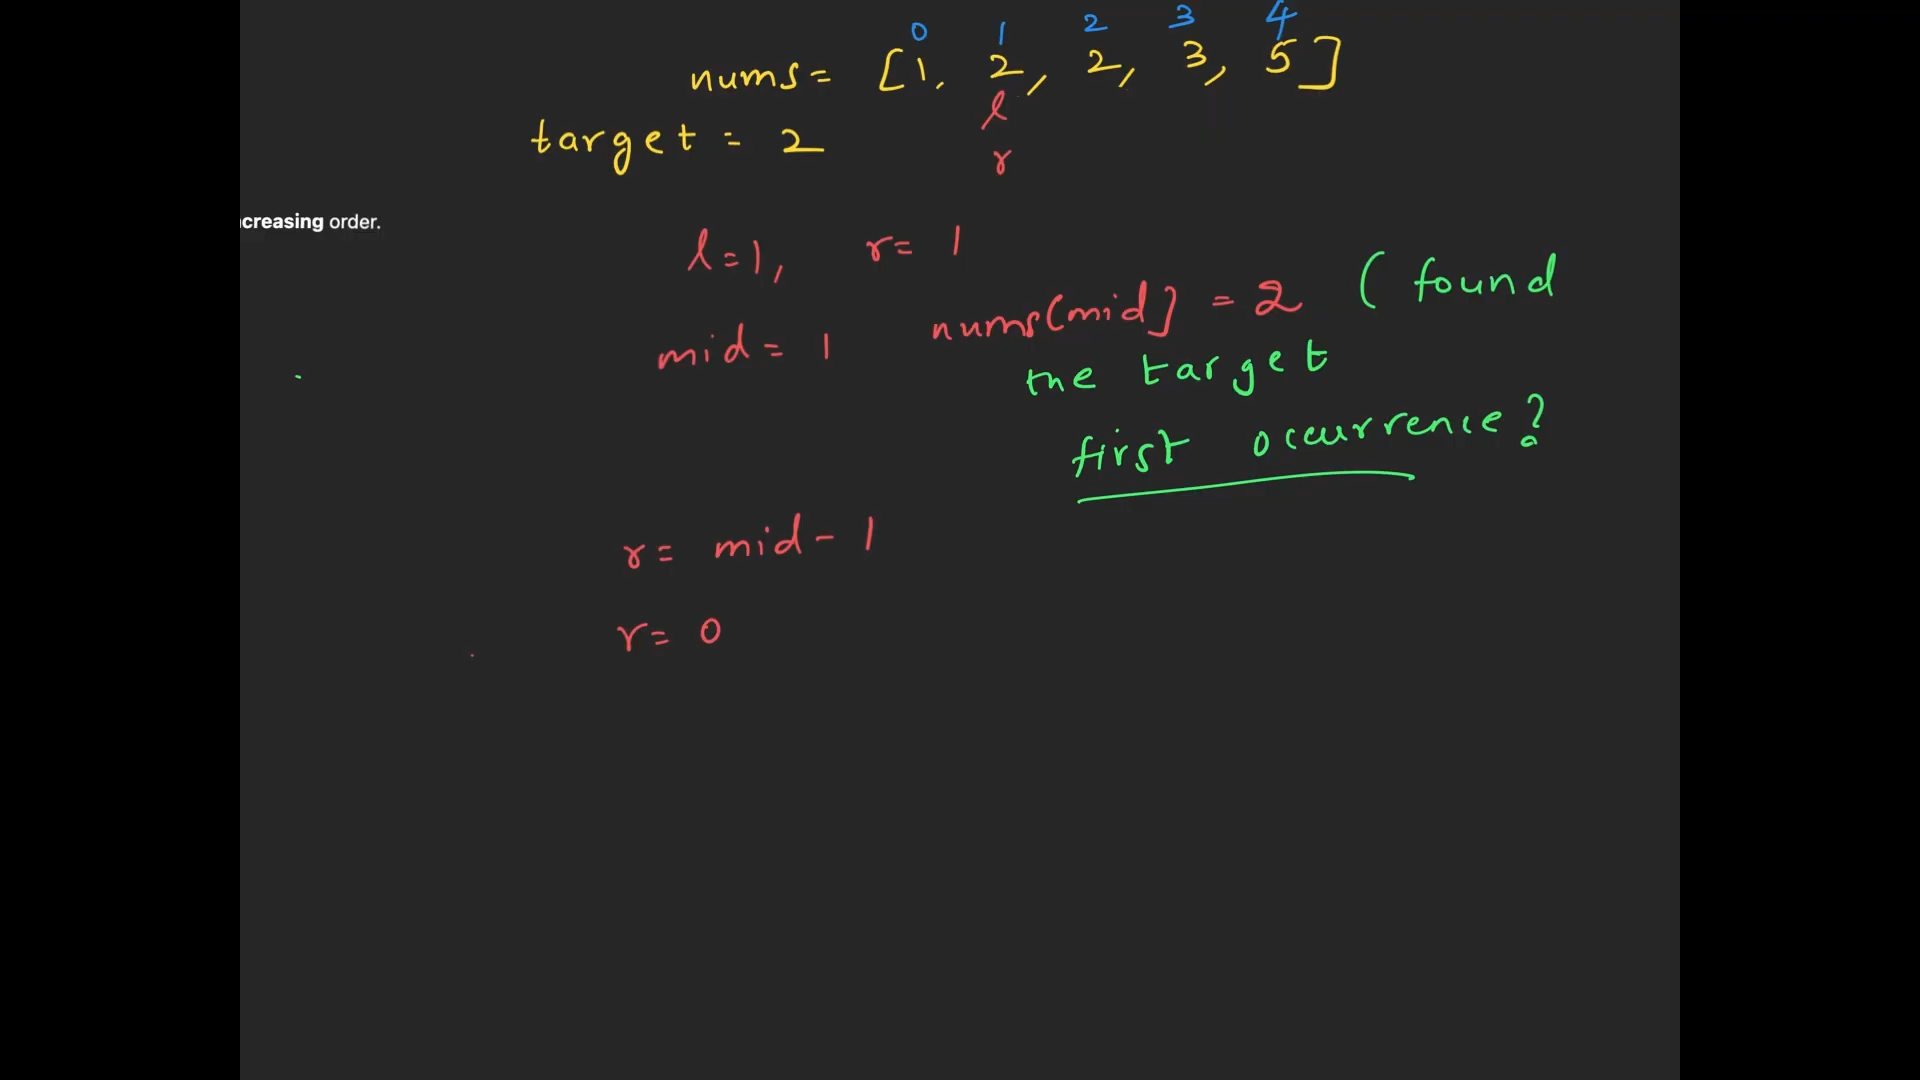 0 1 2 3 4
nums = [1, 2, 2, 3, 5]
l
target = 2
r
creasing order.
l=1, r= 1
nums[mid] = 2 ( found
mid = 1
the target
first occurrence?
r= mid - 1
r= 0